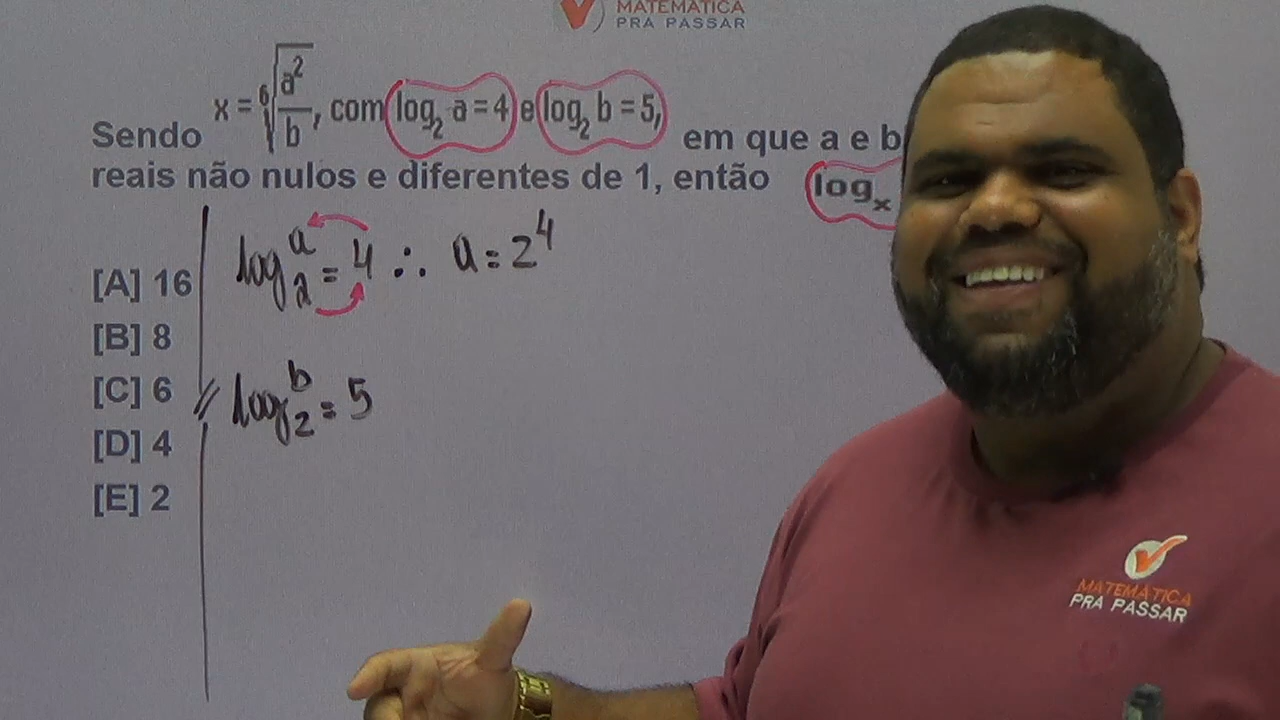 MATEMÁTICA
PRA PASSAR
Sendo x = ⁶√(a²/b), com log₂ a = 4 e log₂ b = 5, em que a e b
reais não nulos e diferentes de 1, então logₓ
[A] 16
[B] 8
[C] 6
[D] 4
[E] 2
log₂ a = 4 ∴ a = 2⁴
log₂ b = 5
MATEMÁTICA
PRA PASSAR